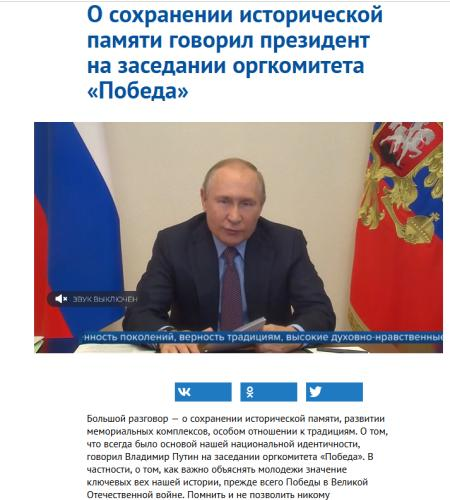 О сохранении исторической
памяти говорил президент
на заседании оргкомитета
«Победа»
ЗВУК ВЫКЛЮЧЕН
нность поколений, верность традициям, высокие духовно-нравственные
Большой разговор — о сохранении исторической памяти, развитии
мемориальных комплексов, особом отношении к традициям. О том,
что всегда было основой нашей национальной идентичности,
говорил Владимир Путин на заседании оргкомитета «Победа». В
частности, о том, как важно объяснять молодежи значение
ключевых вех нашей истории, прежде всего Победы в Великой
Отечественной войне. Помнить и не позволить никому